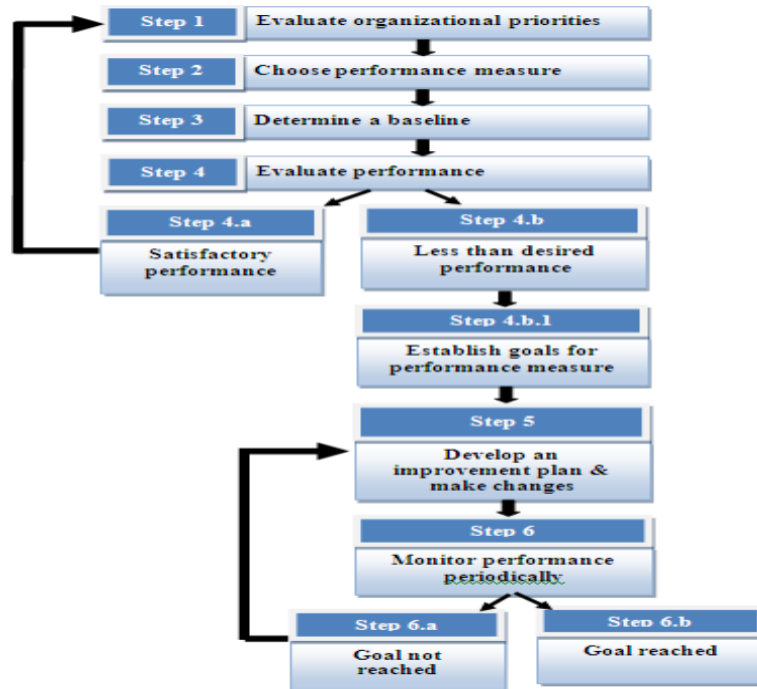 Step 1
Evaluate organizational priorities
Step 2
Choose performance measure
Step 3
Determine a baseline
Step 4
Evaluate performance
Step 4.a
Satisfactory
performance
Step 4.b
Less than desired
performance
Step 4.b.1
Establish goals for
performance measure
Step 5
Develop an
improvement plan &
make changes
Step 6
Monitor performance
periodically
Step 6.a
Goal not
reached
Step 6.b
Goal reached